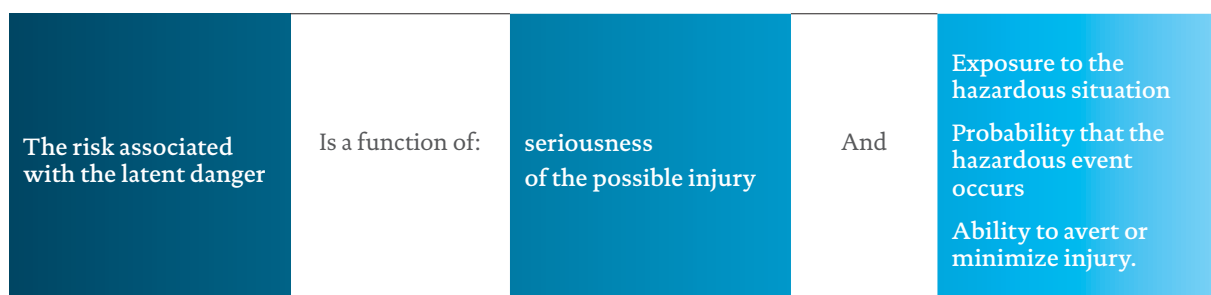 The risk associated
with the latent danger
Is a function of:
seriousness
of the possible injury
And
Exposure to the
hazardous situation
Probability that the
hazardous event
occurs
Ability to avert or
minimize injury.